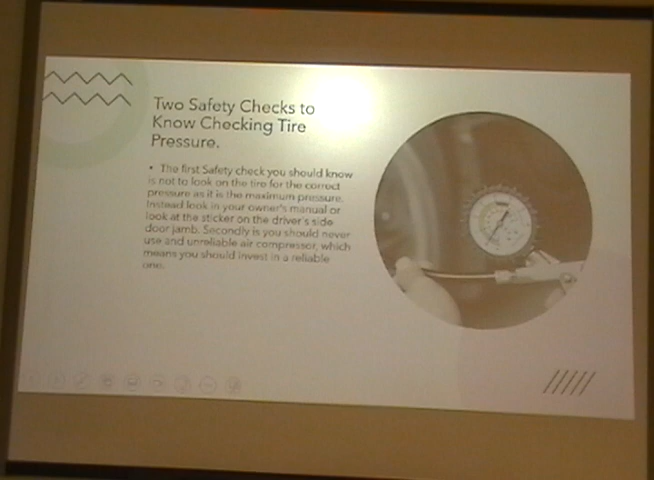 Two Safety Checks to
Know Checking Tire
Pressure.
• The first Safety check you should know
is not to look on the tire for the correct
pressure as it is the maximum pressure.
Instead look in your owner's manual or
look at the sticker on the driver's side
door jamb. Secondly is you should never
use and unreliable air compressor, which
means you should invest in a reliable
one.